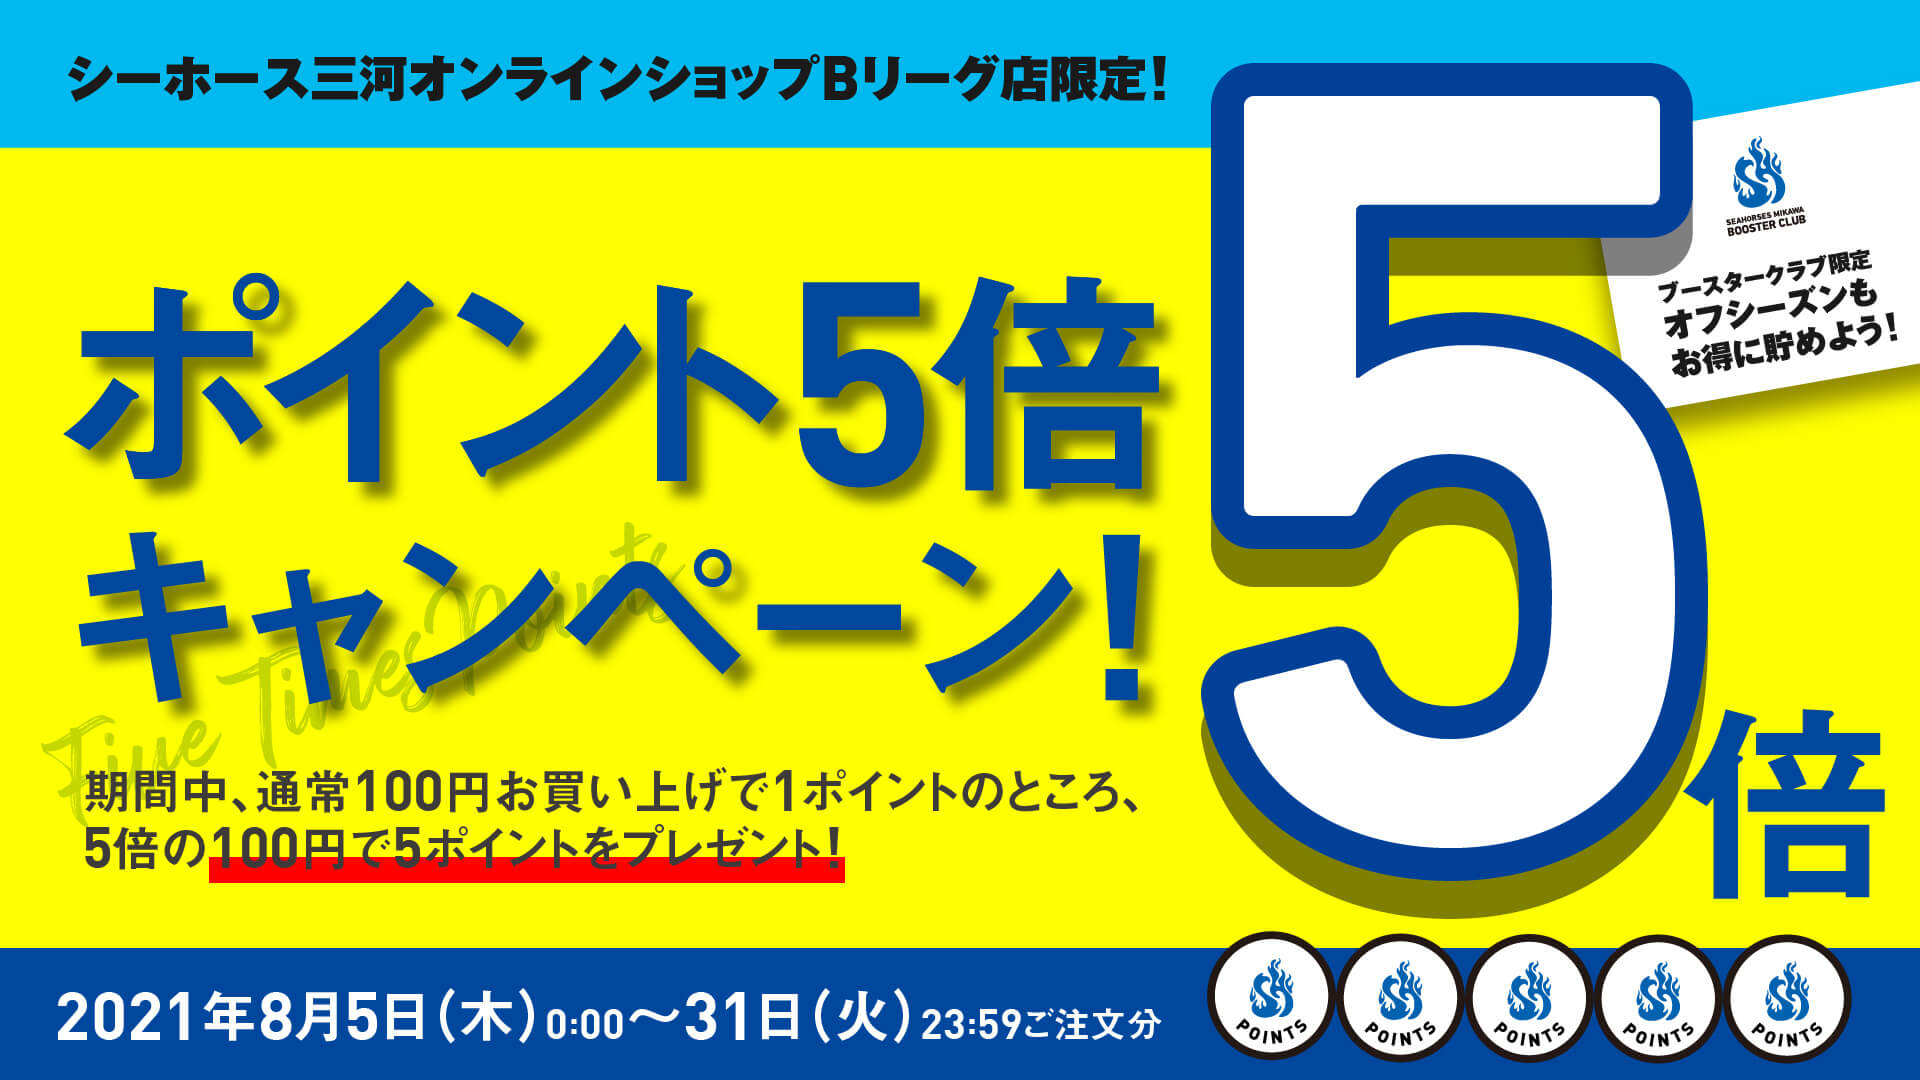 シーホース三河オンラインショップBリーグ店限定!
ポイント5倍
キャンペーン!
Five Times Points
期間中、通常100円お買い上げで1ポイントのところ、
5倍の100円で5ポイントをプレゼント!
5倍
SEAHORSES MIKAWA
BOOSTER CLUB
ブースタークラブ限定
オフシーズンも
お得に貯めよう!
2021年8月5日(木)0:00〜31日(火)23:59ご注文分
POINTS
POINTS
POINTS
POINTS
POINTS